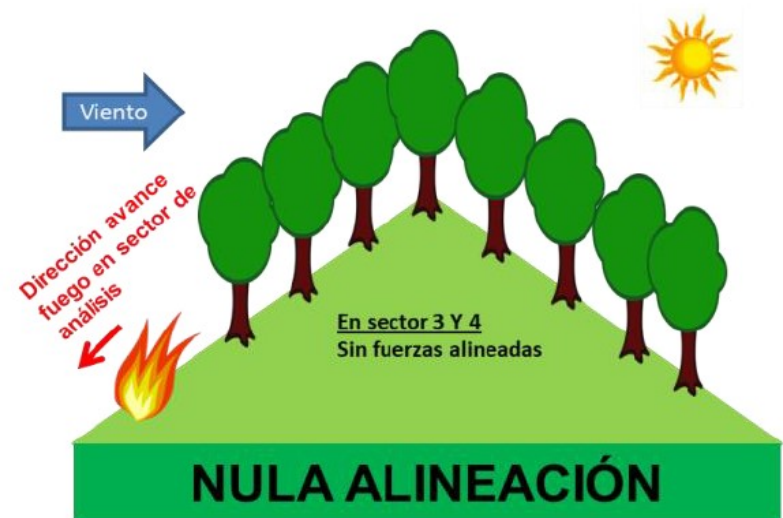 Viento
Dirección avance
fuego en sector de
análisis
En sector 3 Y 4
Sin fuerzas alineadas
NULA ALINEACIÓN